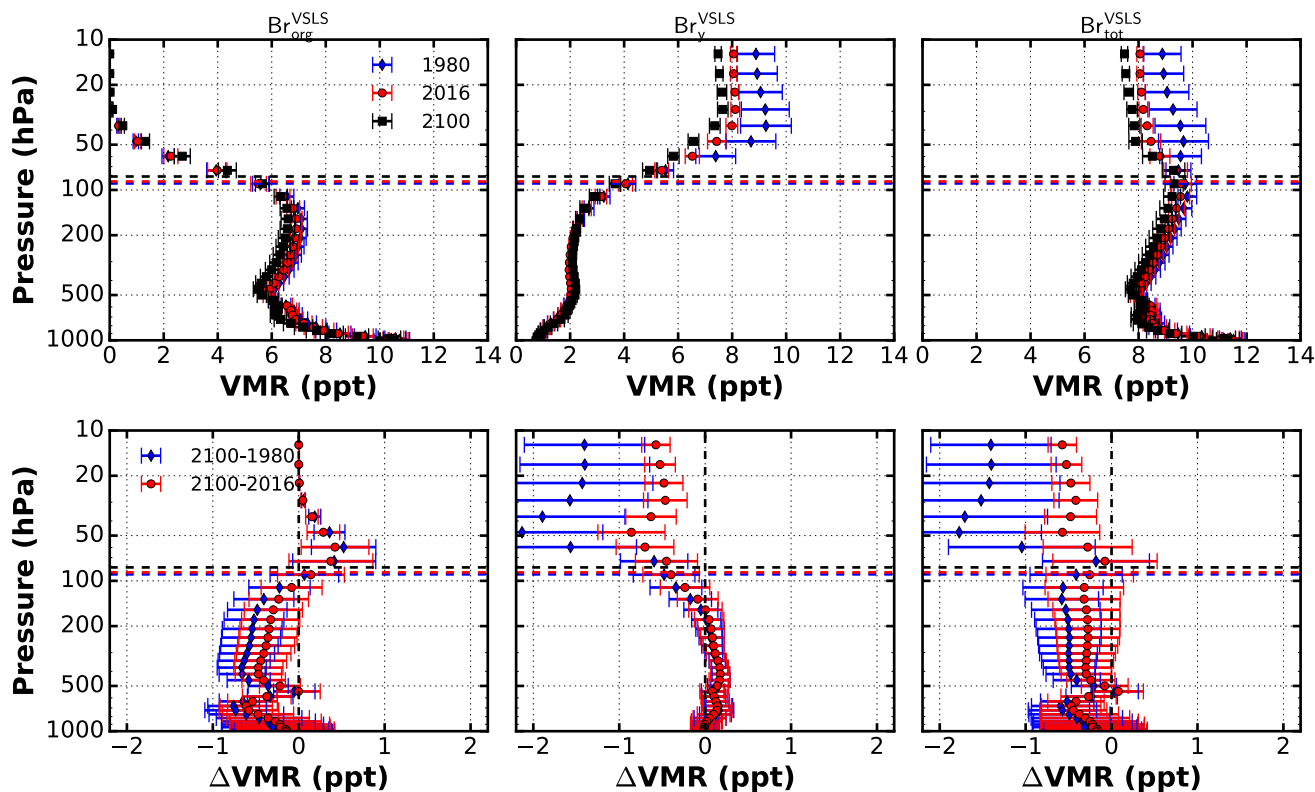 Br_org^VSLS Br_y^VSLS Br_tot^VSLS
Pressure (hPa)
10
20
50
100
200
500
1000
1980
2016
2100
0 2 4 6 8 10 12 14
0 2 4 6 8 10 12 14
0 2 4 6 8 10 12 14
VMR (ppt) VMR (ppt) VMR (ppt)
Pressure (hPa)
10
20
50
100
200
500
1000
2100-1980
2100-2016
−2 −1 0 1 2
−2 −1 0 1 2
−2 −1 0 1 2
ΔVMR (ppt) ΔVMR (ppt) ΔVMR (ppt)